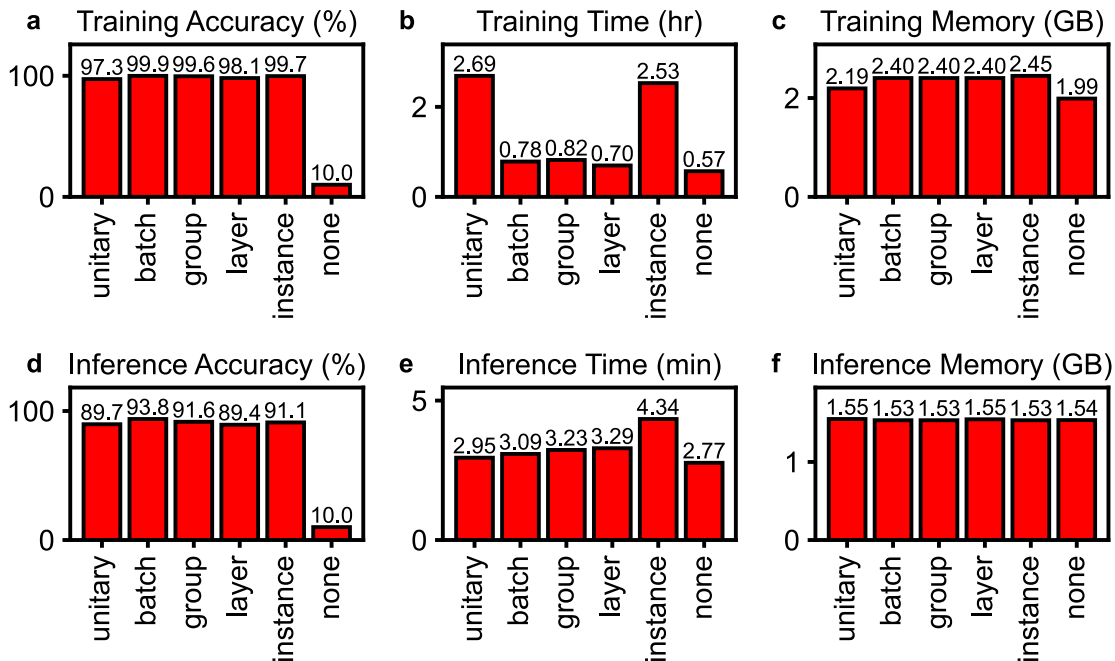 a Training Accuracy (%)
97.3 99.9 99.6 98.1 99.7 10.0
100
0
unitary batch group layer instance none
b Training Time (hr)
2.69 0.78 0.82 0.70 2.53 0.57
2
0
unitary batch group layer instance none
c Training Memory (GB)
2.19 2.40 2.40 2.40 2.45 1.99
2
0
unitary batch group layer instance none
d Inference Accuracy (%)
89.7 93.8 91.6 89.4 91.1 10.0
100
0
unitary batch group layer instance none
e Inference Time (min)
2.95 3.09 3.23 3.29 4.34 2.77
5
0
unitary batch group layer instance none
f Inference Memory (GB)
1.55 1.53 1.53 1.55 1.53 1.54
1
0
unitary batch group layer instance none